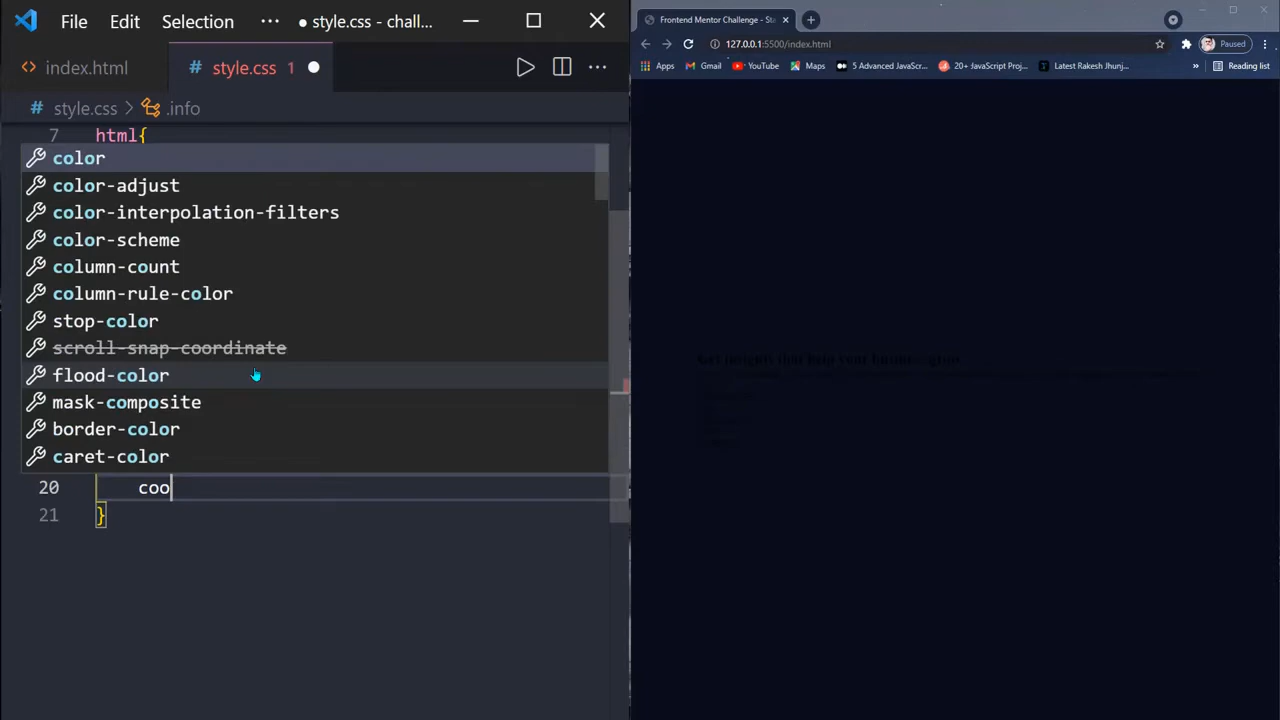 File Edit Selection ··· ● style.css - chall...
index.html # style.css 1
# style.css > .info
7 html{
color
color-adjust
color-interpolation-filters
color-scheme
column-count
column-rule-color
stop-color
scroll-snap-coordinate
flood-color
mask-composite
border-color
caret-color
20 coo
21 }
Frontend Mentor Challenge - Sta
127.0.0.1:5500/index.html Paused
Apps Gmail YouTube Maps 5 Advanced JavaScr... 20+ JavaScript Proj... Latest Rakesh Jhunj... » Reading list
Get insights that help your business grow.